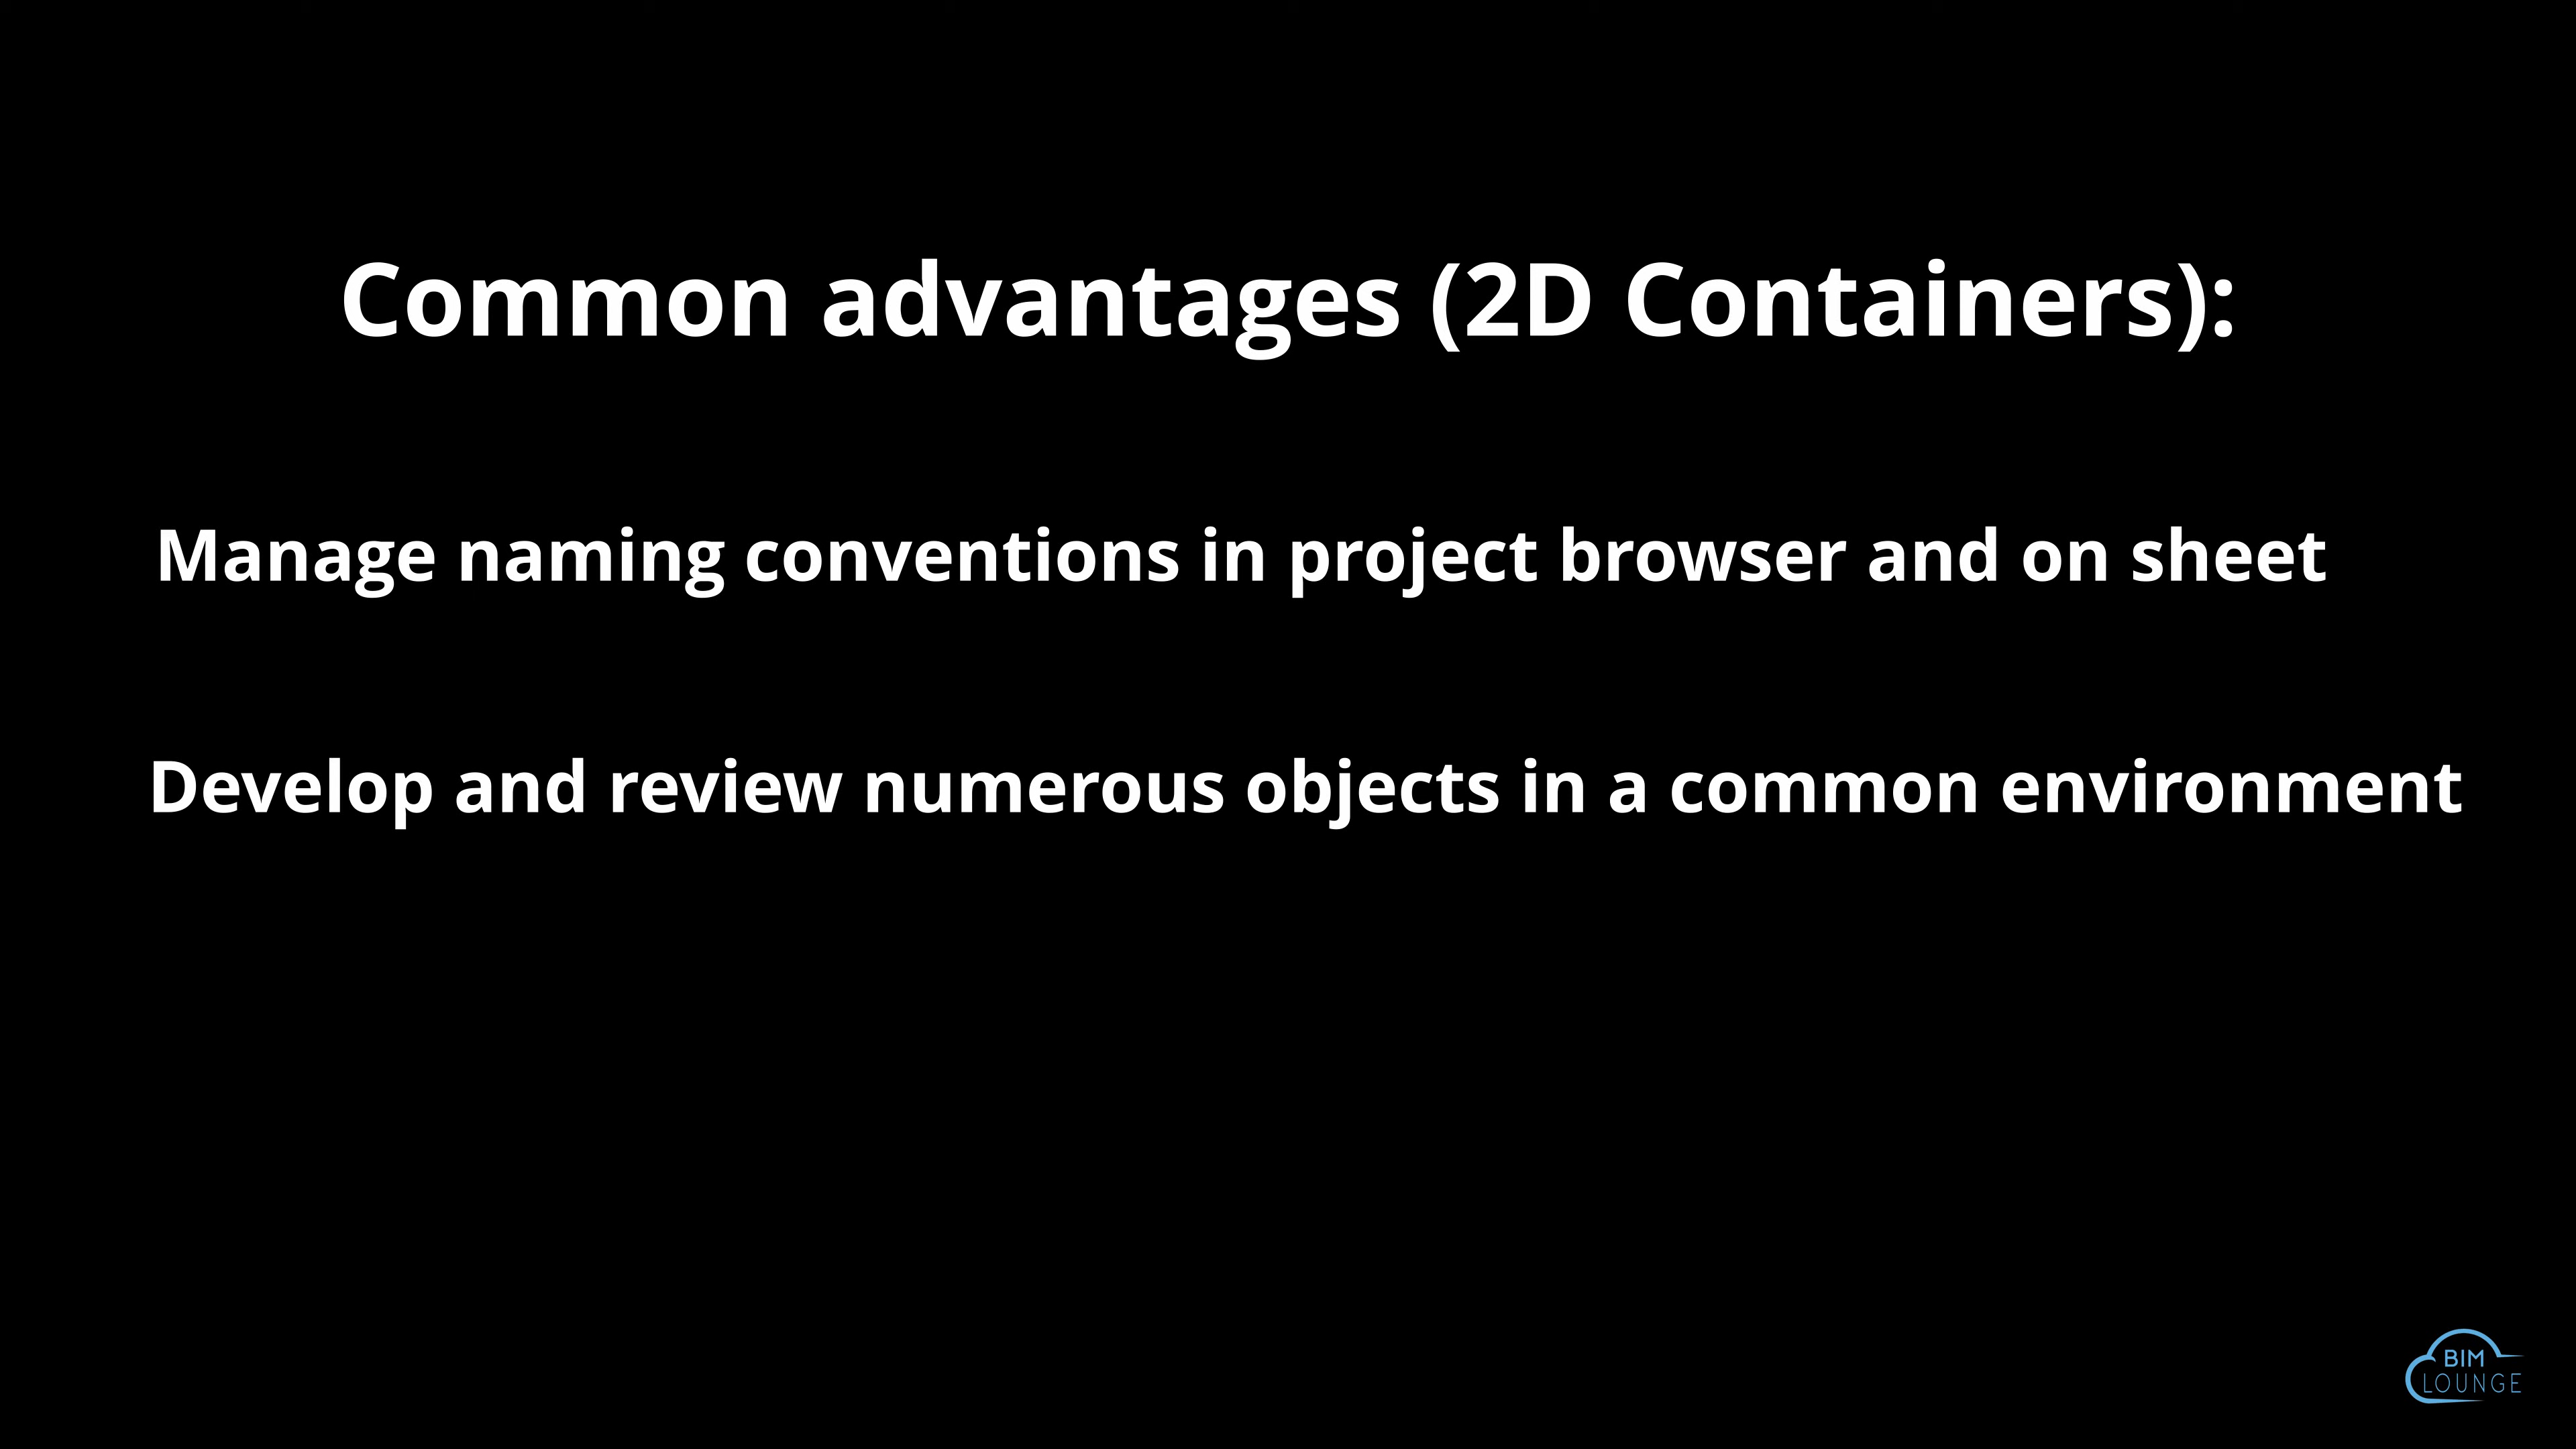 Common advantages (2D Containers):
Manage naming conventions in project browser and on sheet
Develop and review numerous objects in a common environment
BIM
LOUNGE